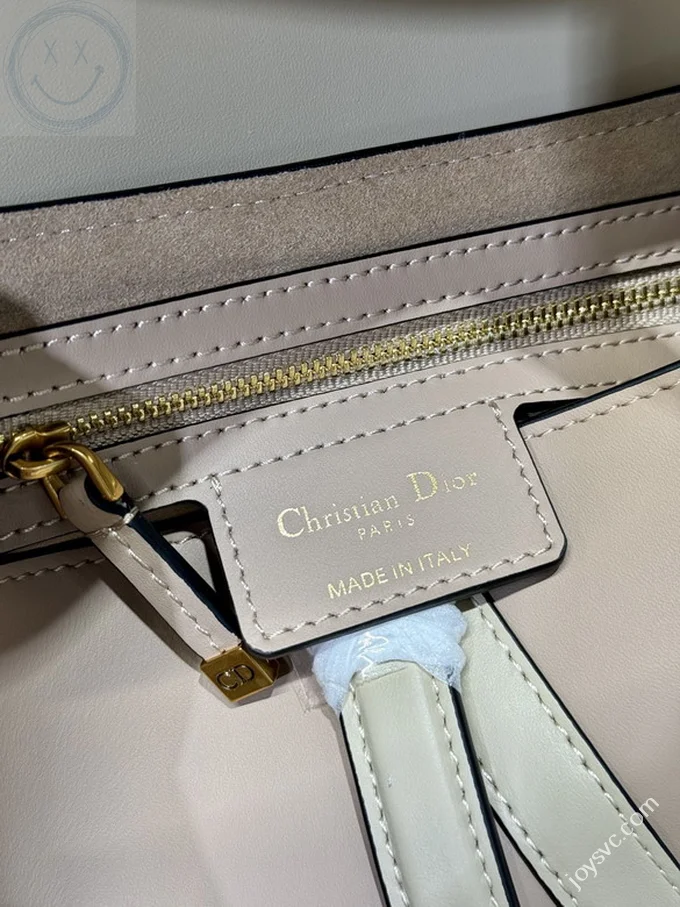 x x
Christian Dior
PARIS
MADE IN ITALY
CD
joysvc.com